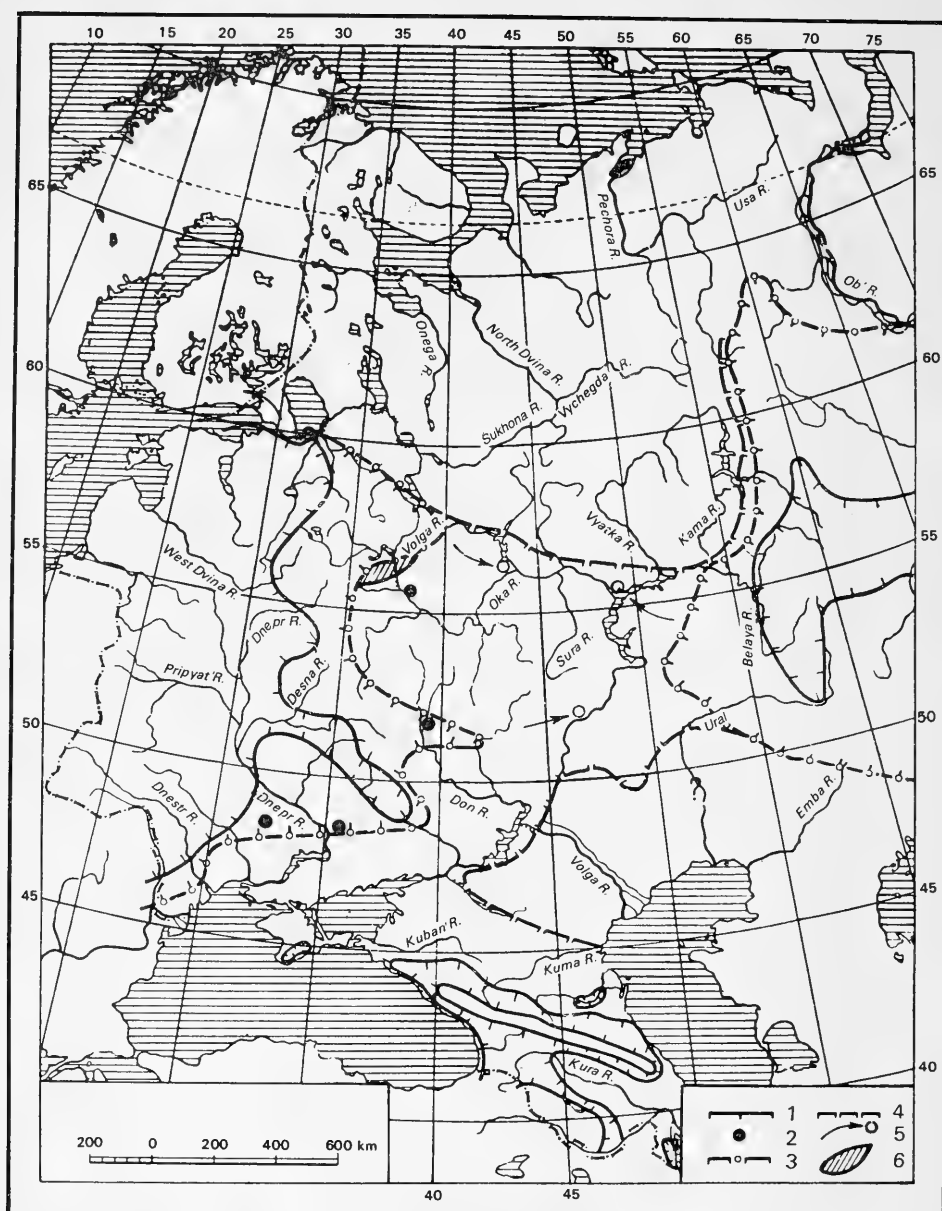 10 15 20 25 30 35 40 45 50 55 60 65 70 75
65
65
60
60
55
55
50
50
45
45
40
40
45
Pechora R.
Usa R.
Ob' R.
Onega R.
North Dvina R.
Vychegda R.
Sukhona R.
Vyatka R.
Kama R.
Volga R.
West Dvina R.
Oka R.
Dnepr R.
Sura R.
Belaya R.
Pripyat' R.
Desna R.
Ural
Dnestr R.
Dnepr R.
Don R.
Emba R.
Volga R.
Kuban' R.
Kuma R.
Kura R.
200 0 200 400 600 km
1
2
3
4
5
6